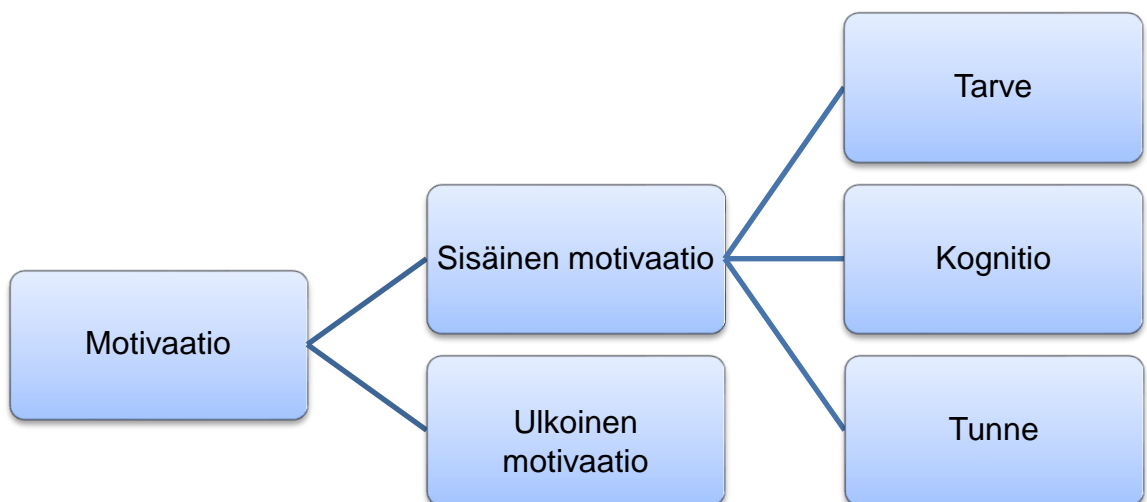 Tarve
Sisäinen motivaatio
Kognitio
Motivaatio
Ulkoinen
motivaatio
Tunne